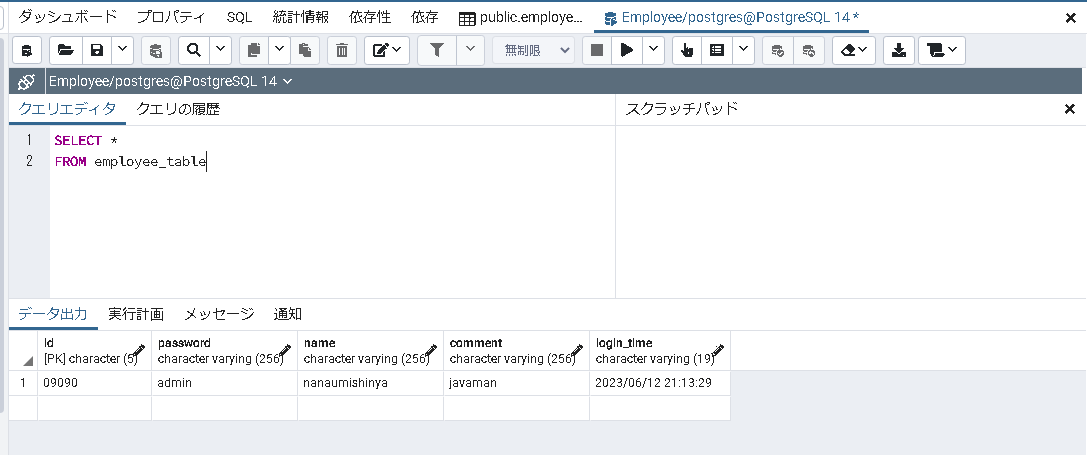 ダッシュボード プロパティ SQL 統計情報 依存性 依存 public.employe... Employee/postgres@PostgreSQL 14 *
無制限
Employee/postgres@PostgreSQL 14
クエリエディタ クエリの履歴 スクラッチパッド
1 SELECT *
2 FROM employee_table
データ出力 実行計画 メッセージ 通知
id password name comment login_time
[PK] character (5) character varying (256) character varying (256) character varying (256) character varying (19)
1 09090 admin nanaumishinya javaman 2023/06/12 21:13:29